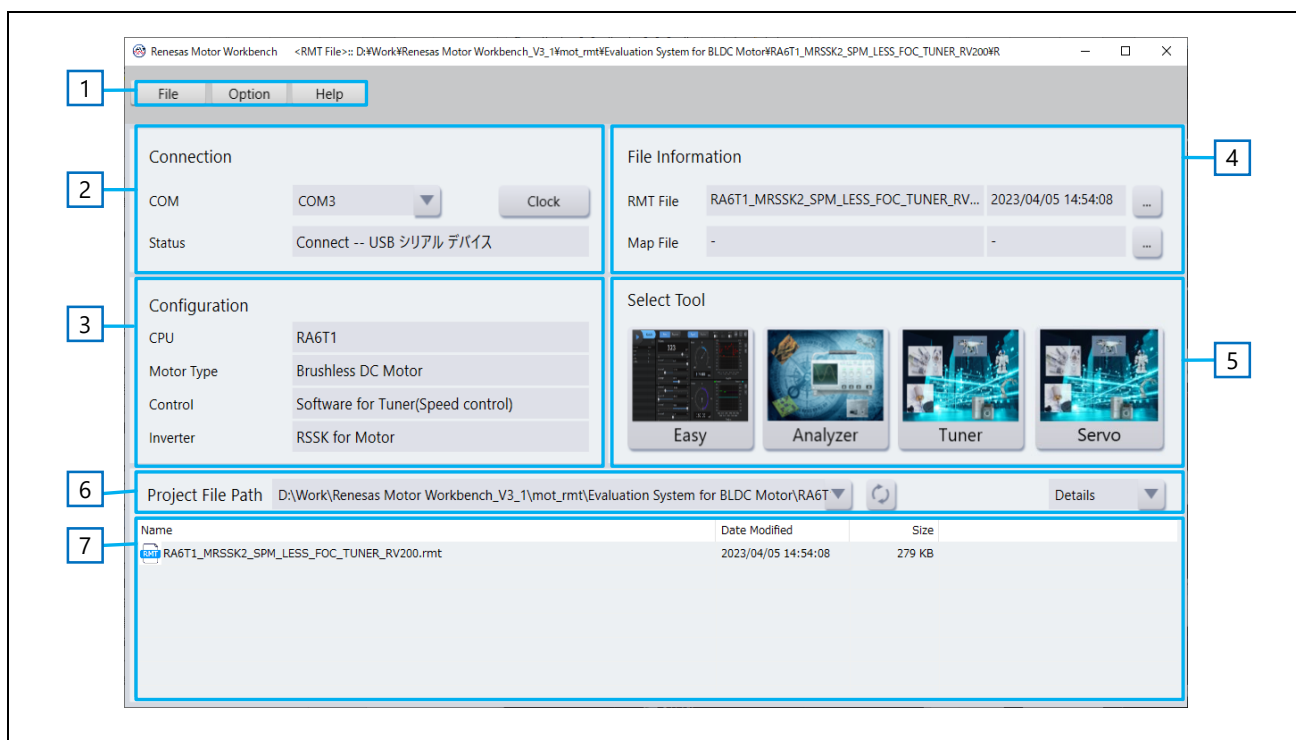 Renesas Motor Workbench <RMT File>:: D:¥Work¥Renesas Motor Workbench_V3_1¥mot_rmt¥Evaluation System for BLDC Motor¥RA6T1_MRSSK2_SPM_LESS_FOC_TUNER_RV200¥R
1
File Option Help
2
Connection
COM COM3 Clock
Status Connect -- USB シリアル デバイス
File Information
4
RMT File RA6T1_MRSSK2_SPM_LESS_FOC_TUNER_RV... 2023/04/05 14:54:08 ...
Map File - - ...
3
Configuration
CPU RA6T1
Motor Type Brushless DC Motor
Control Software for Tuner(Speed control)
Inverter RSSK for Motor
Select Tool
5
Easy Analyzer Tuner Servo
6
Project File Path D:\Work\Renesas Motor Workbench_V3_1\mot_rmt\Evaluation System for BLDC Motor\RA6T Details
7
Name Date Modified Size
RMT RA6T1_MRSSK2_SPM_LESS_FOC_TUNER_RV200.rmt 2023/04/05 14:54:08 279 KB